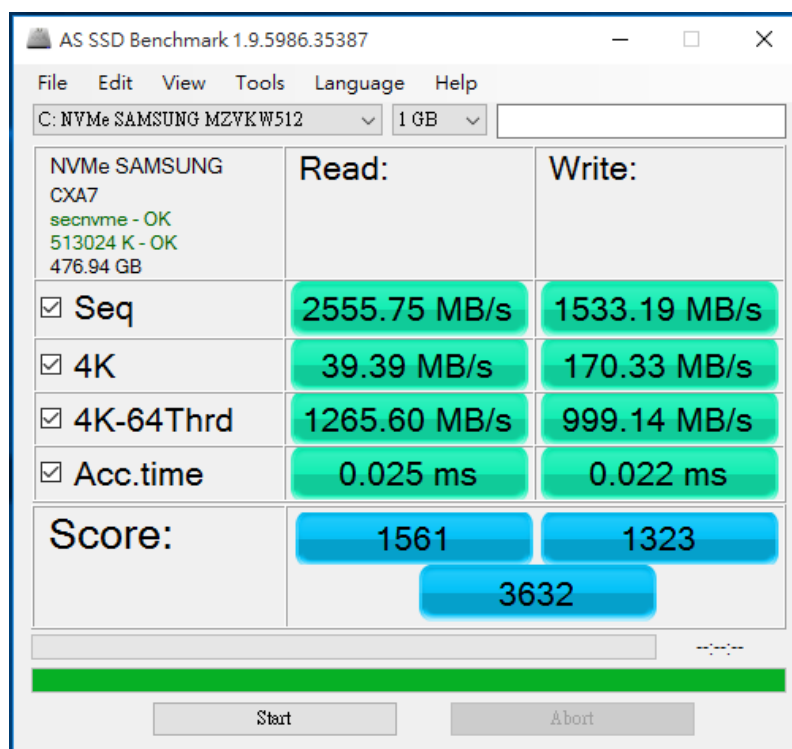 AS SSD Benchmark 1.9.5986.35387
File Edit View Tools Language Help
C: NVMe SAMSUNG MZVKW512 1 GB
NVMe SAMSUNG
CXA7
secnvme - OK
513024 K - OK
476.94 GB
Read: Write:
Seq 2555.75 MB/s 1533.19 MB/s
4K 39.39 MB/s 170.33 MB/s
4K-64Thrd 1265.60 MB/s 999.14 MB/s
Acc.time 0.025 ms 0.022 ms
Score: 1561 1323
3632
--:--:--
Start Abort